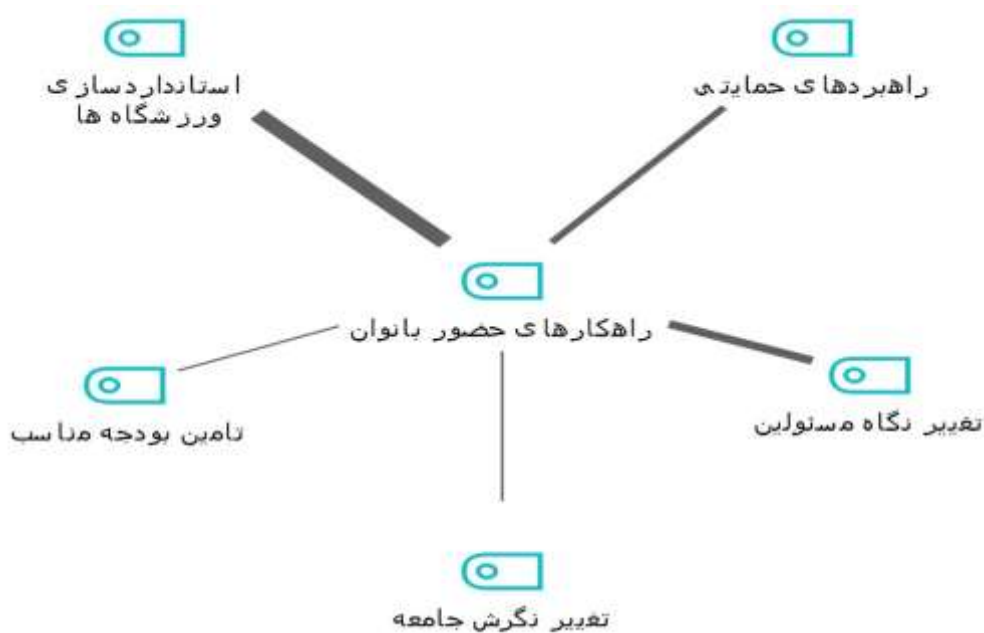 راهبردهای حمایتی
استانداردسازی
ورزشگاه ها
راهکارهای حضور بانوان
تغییر نگاه مسئولین
تامین بودجه مناسب
تغییر نگرش جامعه